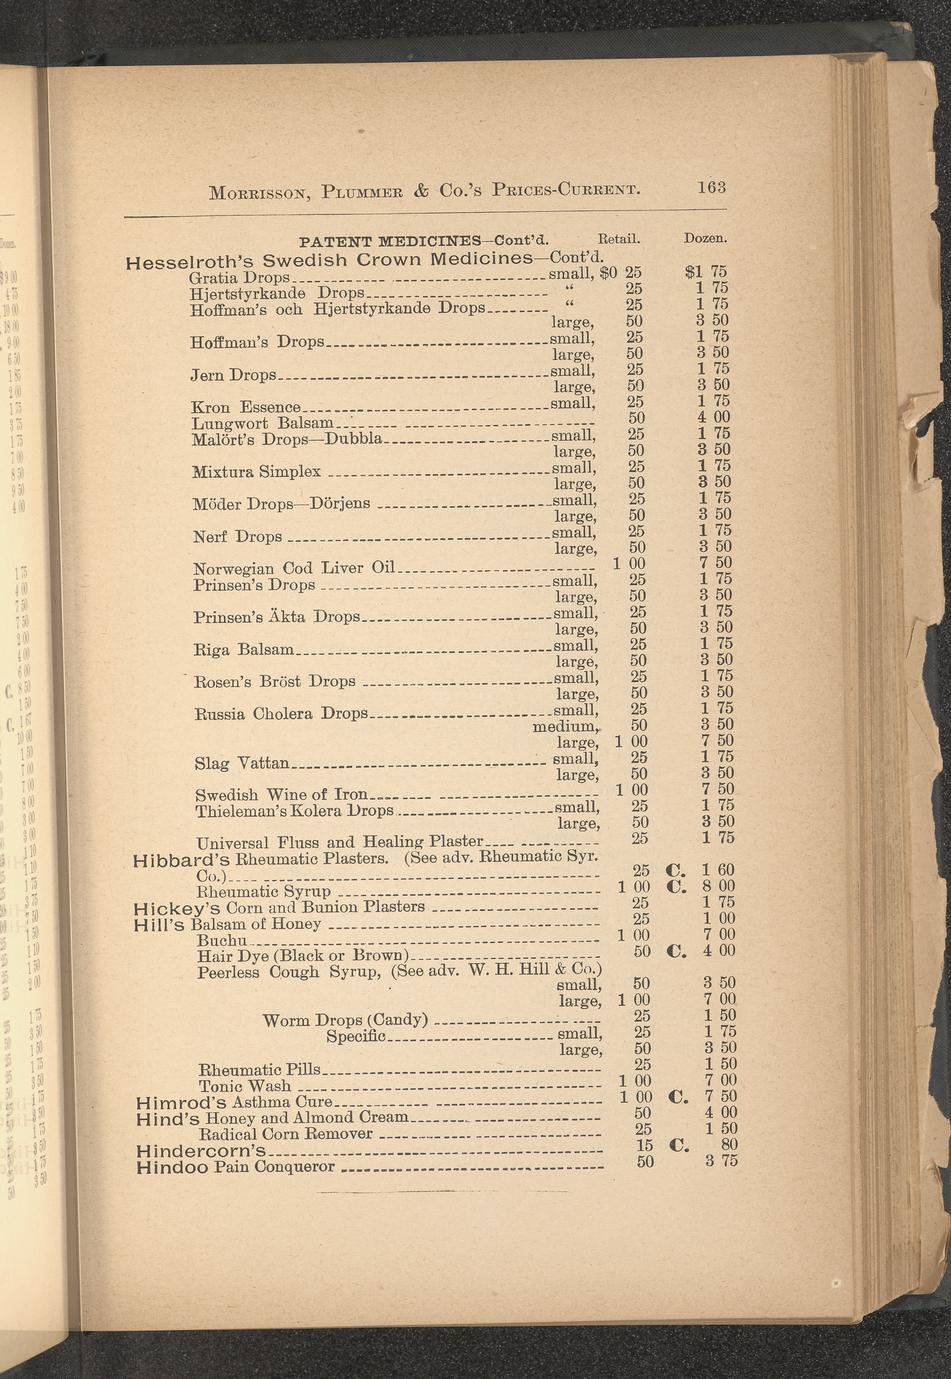 Morrisson, Plummer & Co.'s Prices-Current. 163
PATENT MEDICINES—Cont'd. Retail. Dozen.
Hesselroth's Swedish Crown Medicines—Cont'd.
Gratia Drops small, $0 25 $1 75
Hjertstyrkande Drops " 25 1 75
Hoffman's och Hjertstyrkande Drops " 25 1 75
large, 50 3 50
Hoffman's Drops small, 25 1 75
large, 50 3 50
Jern Drops small, 25 1 75
large, 50 3 50
Kron Essence small, 25 1 75
Lungwort Balsam 50 4 00
Malört's Drops—Dubbla small, 25 1 75
large, 50 3 50
Mixtura Simplex small, 25 1 75
large, 50 3 50
Möder Drops—Dörjens small, 25 1 75
large, 50 3 50
Nerf Drops small, 25 1 75
large, 50 3 50
Norwegian Cod Liver Oil 1 00 7 50
Prinsen's Drops small, 25 1 75
large, 50 3 50
Prinsen's Äkta Drops small, 25 1 75
large, 50 3 50
Riga Balsam small, 25 1 75
large, 50 3 50
Rosen's Bröst Drops small, 25 1 75
large, 50 3 50
Russia Cholera Drops small, 25 1 75
medium, 50 3 50
large, 1 00 7 50
Slag Vattan small, 25 1 75
large, 50 3 50
Swedish Wine of Iron 1 00 7 50
Thieleman's Kolera Drops small, 25 1 75
large, 50 3 50
Universal Fluss and Healing Plaster 25 1 75
Hibbard's Rheumatic Plasters. (See adv. Rheumatic Syr.
Co.) 25 C. 1 60
Rheumatic Syrup 1 00 C. 8 00
Hickey's Corn and Bunion Plasters 25 1 75
Hill's Balsam of Honey 25 1 00
Buchu 1 00 7 00
Hair Dye (Black or Brown) 50 C. 4 00
Peerless Cough Syrup, (See adv. W. H. Hill & Co.)
small, 50 3 50
large, 1 00 7 00
Worm Drops (Candy) 25 1 50
Specific small, 25 1 75
large, 50 3 50
Rheumatic Pills 25 1 50
Tonic Wash 1 00 7 00
Himrod's Asthma Cure 1 00 C. 7 50
Hind's Honey and Almond Cream 50 4 00
Radical Corn Remover 25 1 50
Hindercorn's 15 C. 80
Hindoo Pain Conqueror 50 3 75